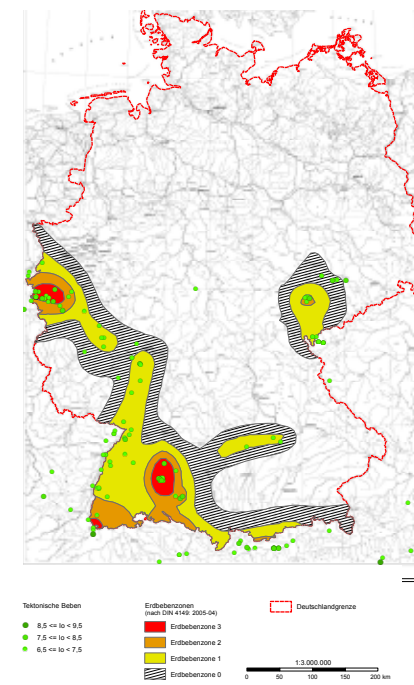 Tektonische Beben
8,5 <= Io < 9,5
7,5 <= Io < 8,5
6,5 <= Io < 7,5
Erdbebenzonen
(nach DIN 4149: 2005-04)
Erdbebenzone 3
Erdbebenzone 2
Erdbebenzone 1
Erdbebenzone 0
Deutschlandgrenze
1:3.000.000
0 50 100 150 200 km